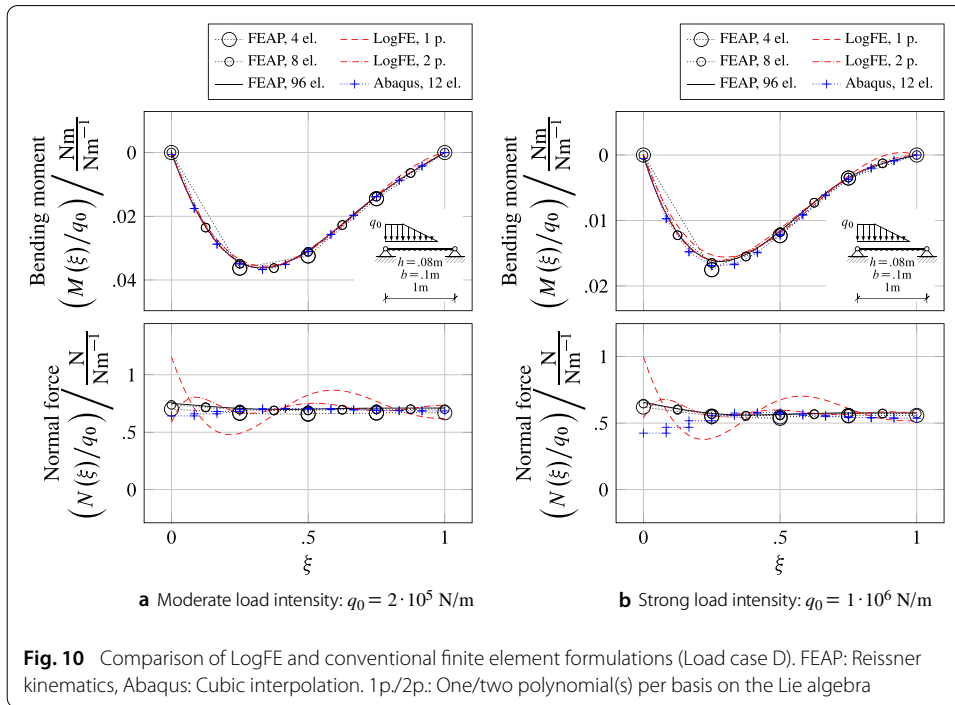 FEAP, 4 el. LogFE, 1 p.
FEAP, 8 el. LogFE, 2 p.
FEAP, 96 el. Abaqus, 12 el.
Bending moment
(M(ξ)/q₀) / Nm/Nm⁻¹
0
.02
.04
q₀
h = .08m
b = .1m
1m
Normal force
(N(ξ)/q₀) / N/Nm⁻¹
1
.5
0
0 .5 1
ξ
a Moderate load intensity: q₀ = 2·10⁵ N/m
FEAP, 4 el. LogFE, 1 p.
FEAP, 8 el. LogFE, 2 p.
FEAP, 96 el. Abaqus, 12 el.
Bending moment
(M(ξ)/q₀) / Nm/Nm⁻¹
0
.01
.02
q₀
h = .08m
b = .1m
1m
Normal force
(N(ξ)/q₀) / N/Nm⁻¹
1
.5
0
0 .5 1
ξ
b Strong load intensity: q₀ = 1·10⁶ N/m
Fig. 10 Comparison of LogFE and conventional finite element formulations (Load case D). FEAP: Reissner
kinematics, Abaqus: Cubic interpolation. 1p./2p.: One/two polynomial(s) per basis on the Lie algebra